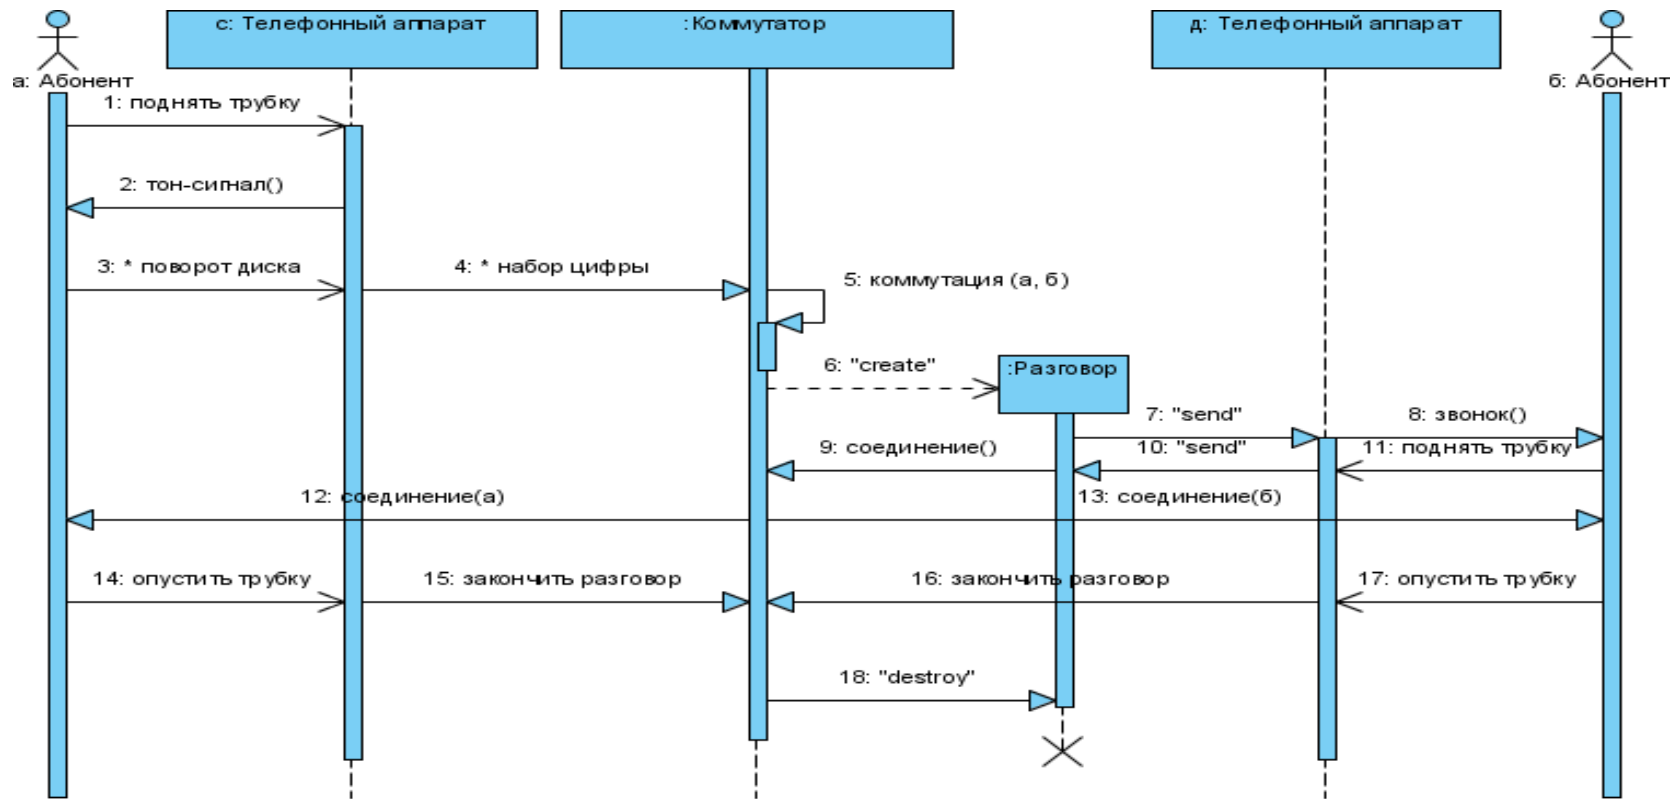 с: Телефонный аппарат
:Коммутатор
д: Телефонный аппарат
а: Абонент
б: Абонент
1: поднять трубку
2: тон-сигнал()
3: * поворот диска
4: * набор цифры
5: коммутация (а, б)
6: "create"
:Разговор
7: "send"
8: звонок()
9: соединение()
10: "send"
11: поднять трубку
12: соединение(а)
13: соединение(б)
14: опустить трубку
15: закончить разговор
16: закончить разговор
17: опустить трубку
18: "destroy"